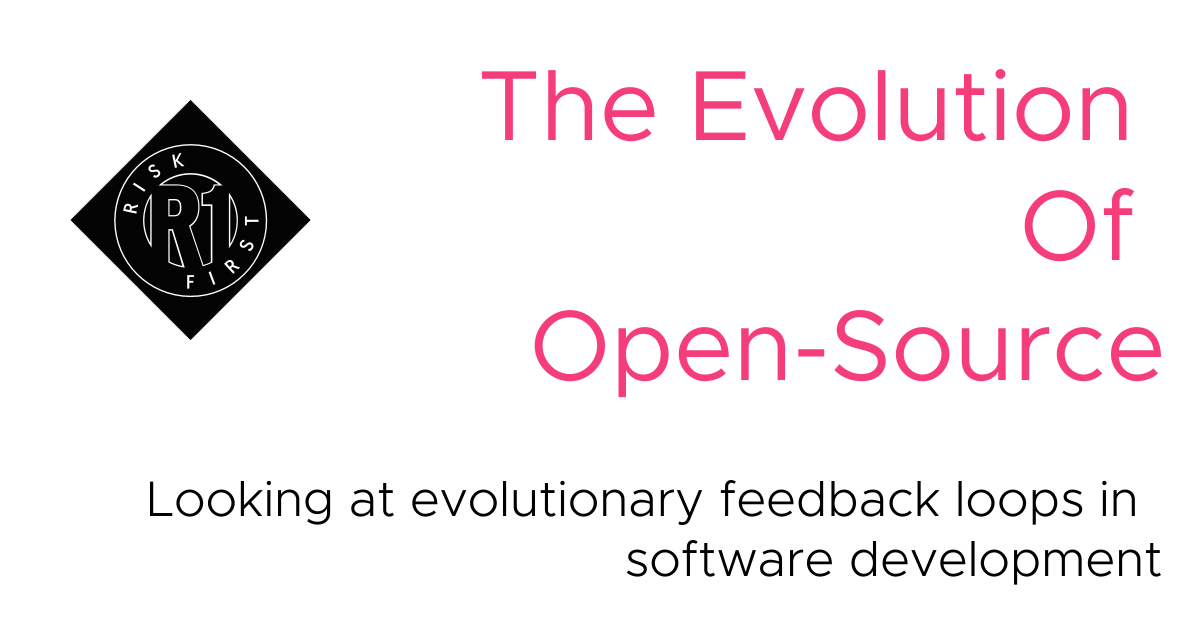 RISK
R1
FIRST
The Evolution
Of
Open-Source
Looking at evolutionary feedback loops in
software development